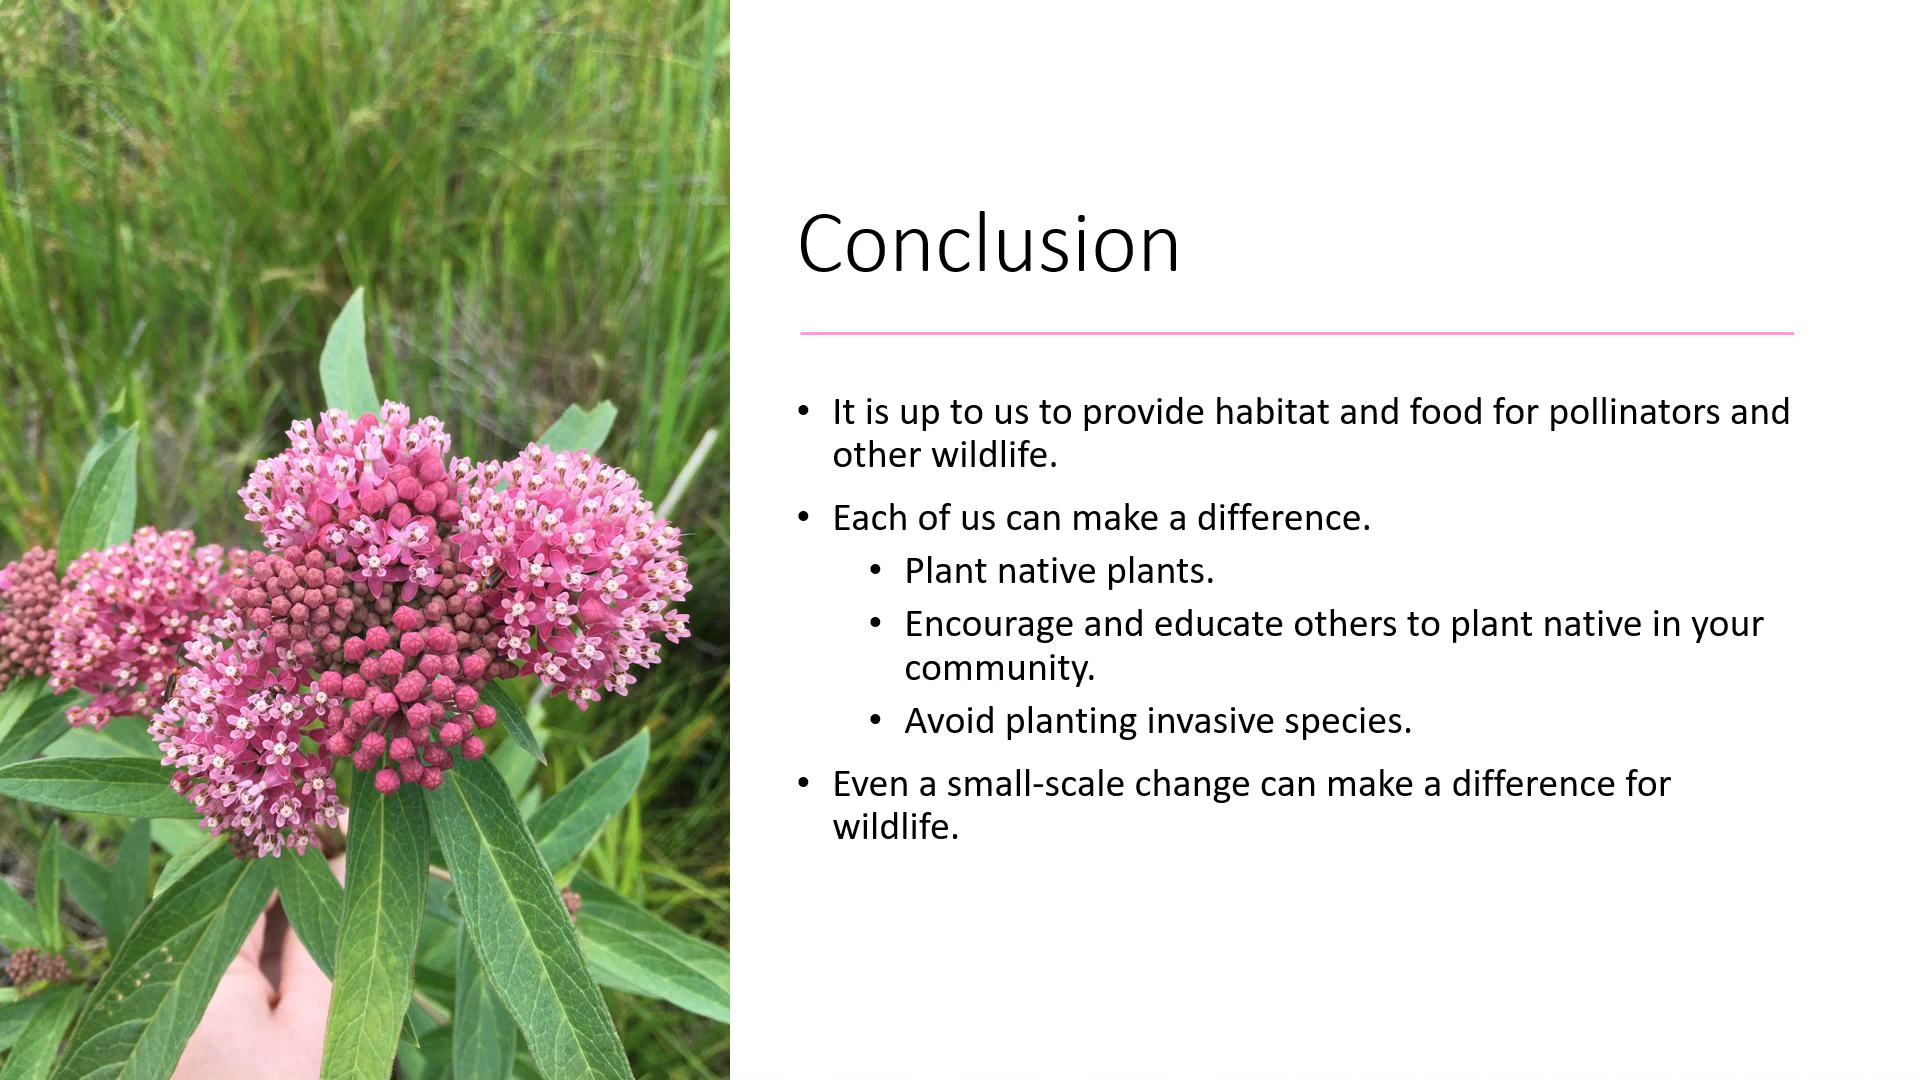 Conclusion
• It is up to us to provide habitat and food for pollinators and
other wildlife.
• Each of us can make a difference.
• Plant native plants.
• Encourage and educate others to plant native in your
community.
• Avoid planting invasive species.
• Even a small-scale change can make a difference for
wildlife.